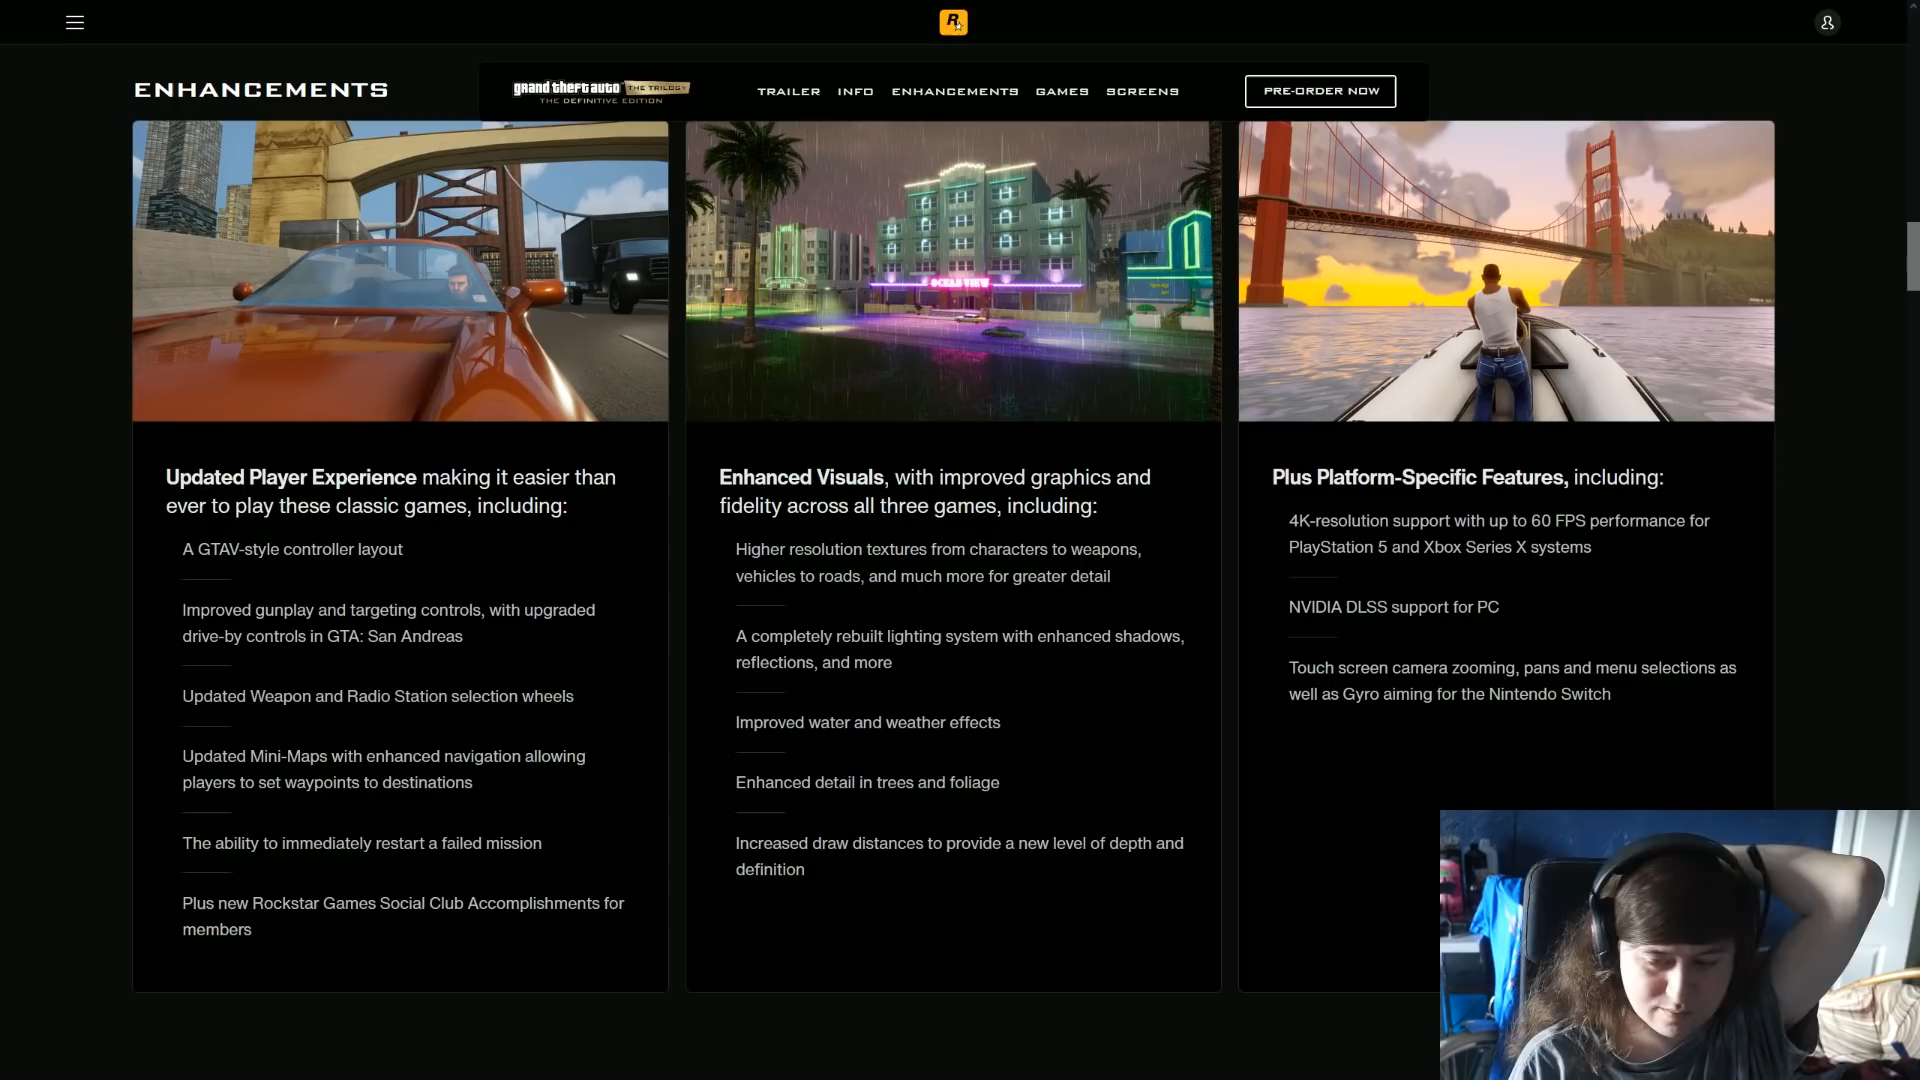 R
ENHANCEMENTS
grand theft auto THE TRILOGY
THE DEFINITIVE EDITION
TRAILER INFO ENHANCEMENTS GAMES SCREENS
PRE-ORDER NOW
OCEAN VIEW
Updated Player Experience making it easier than
ever to play these classic games, including:
A GTAV-style controller layout
Improved gunplay and targeting controls, with upgraded
drive-by controls in GTA: San Andreas
Updated Weapon and Radio Station selection wheels
Updated Mini-Maps with enhanced navigation allowing
players to set waypoints to destinations
The ability to immediately restart a failed mission
Plus new Rockstar Games Social Club Accomplishments for
members
Enhanced Visuals, with improved graphics and
fidelity across all three games, including:
Higher resolution textures from characters to weapons,
vehicles to roads, and much more for greater detail
A completely rebuilt lighting system with enhanced shadows,
reflections, and more
Improved water and weather effects
Enhanced detail in trees and foliage
Increased draw distances to provide a new level of depth and
definition
Plus Platform-Specific Features, including:
4K-resolution support with up to 60 FPS performance for
PlayStation 5 and Xbox Series X systems
NVIDIA DLSS support for PC
Touch screen camera zooming, pans and menu selections as
well as Gyro aiming for the Nintendo Switch